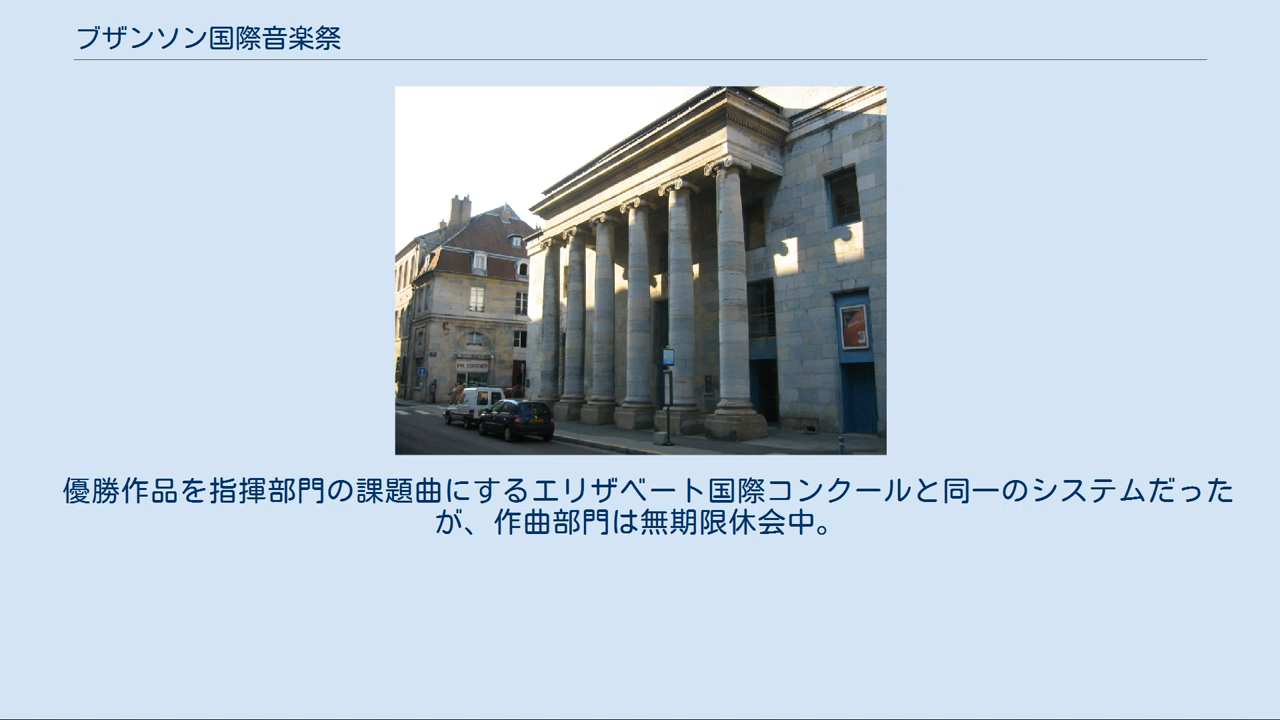 ブザンソン国際音楽祭
優勝作品を指揮部門の課題曲にするエリザベート国際コンクールと同一のシステムだった
が、作曲部門は無期限休会中。